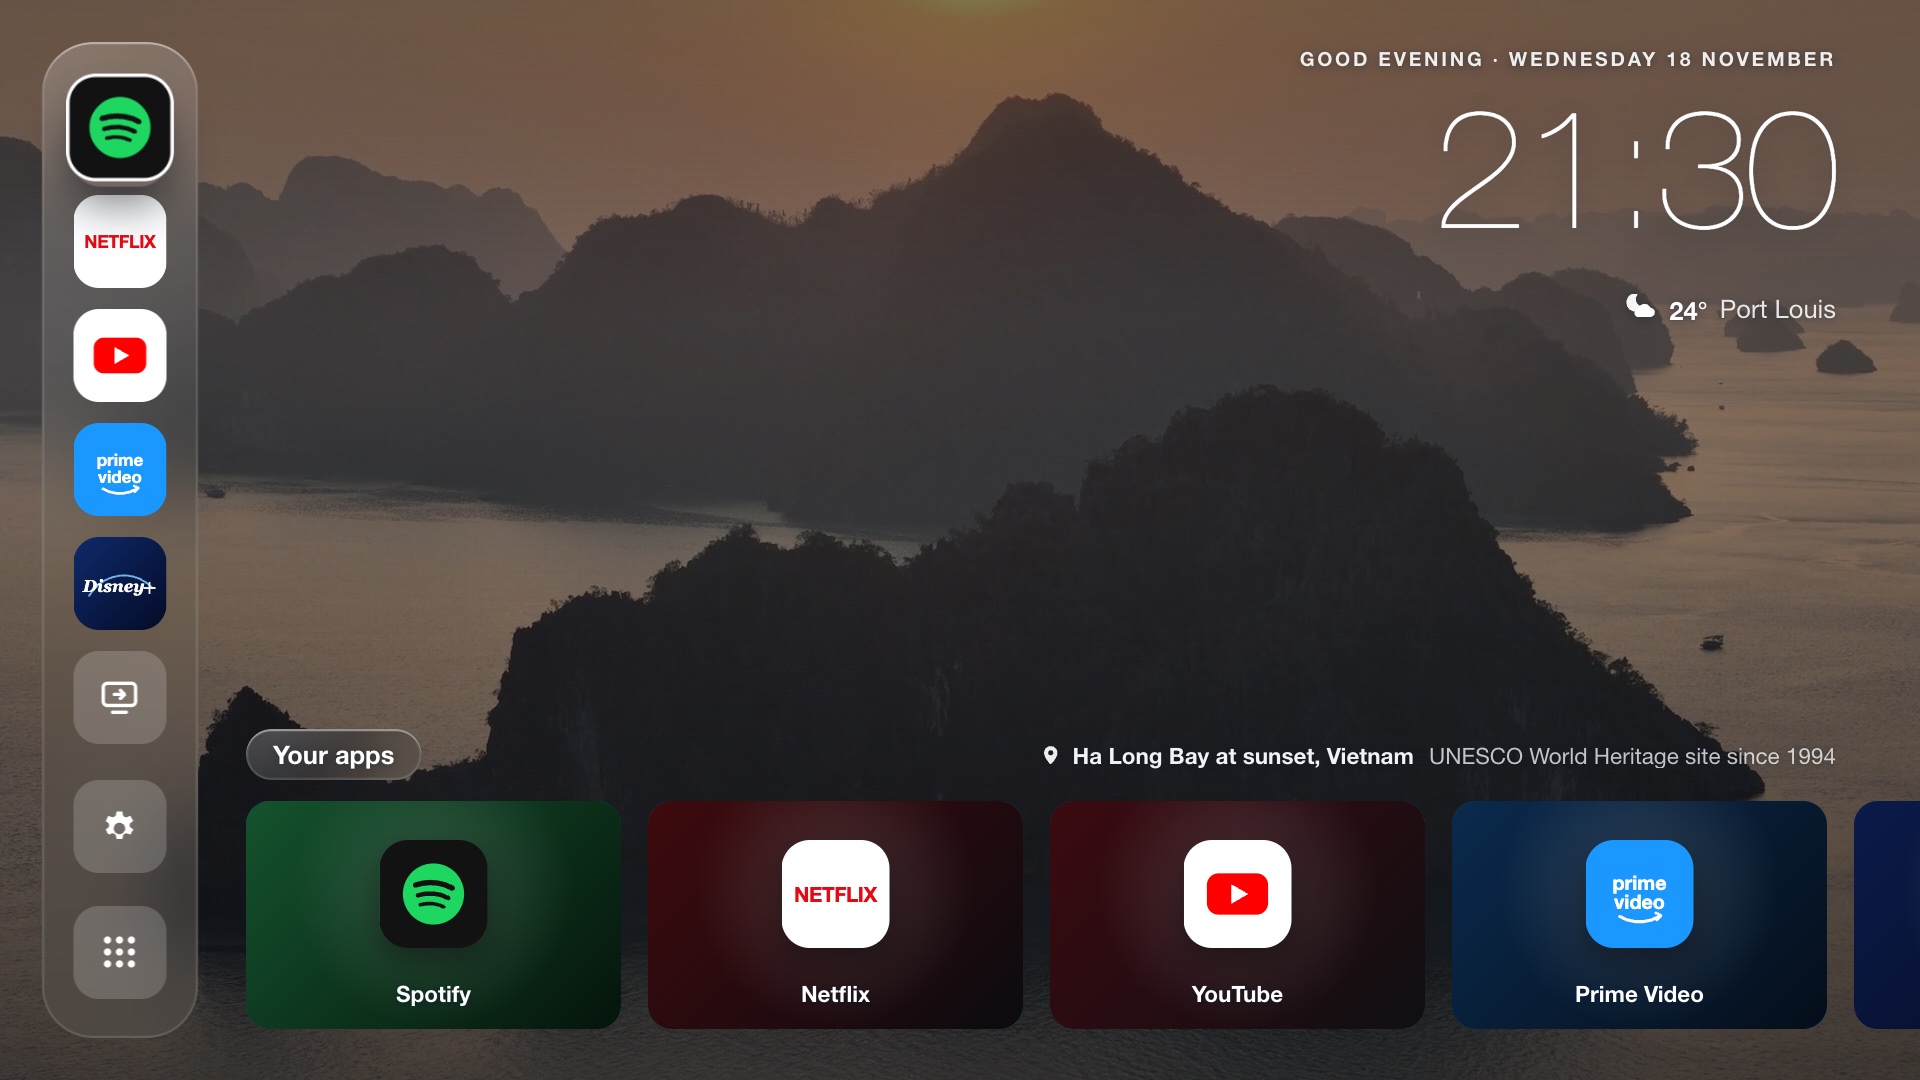 GOOD EVENING · WEDNESDAY 18 NOVEMBER
21:30
24° Port Louis
NETFLIX
prime
video
Disney+
Your apps
Ha Long Bay at sunset, Vietnam UNESCO World Heritage site since 1994
NETFLIX
prime
video
Spotify
Netflix
YouTube
Prime Video